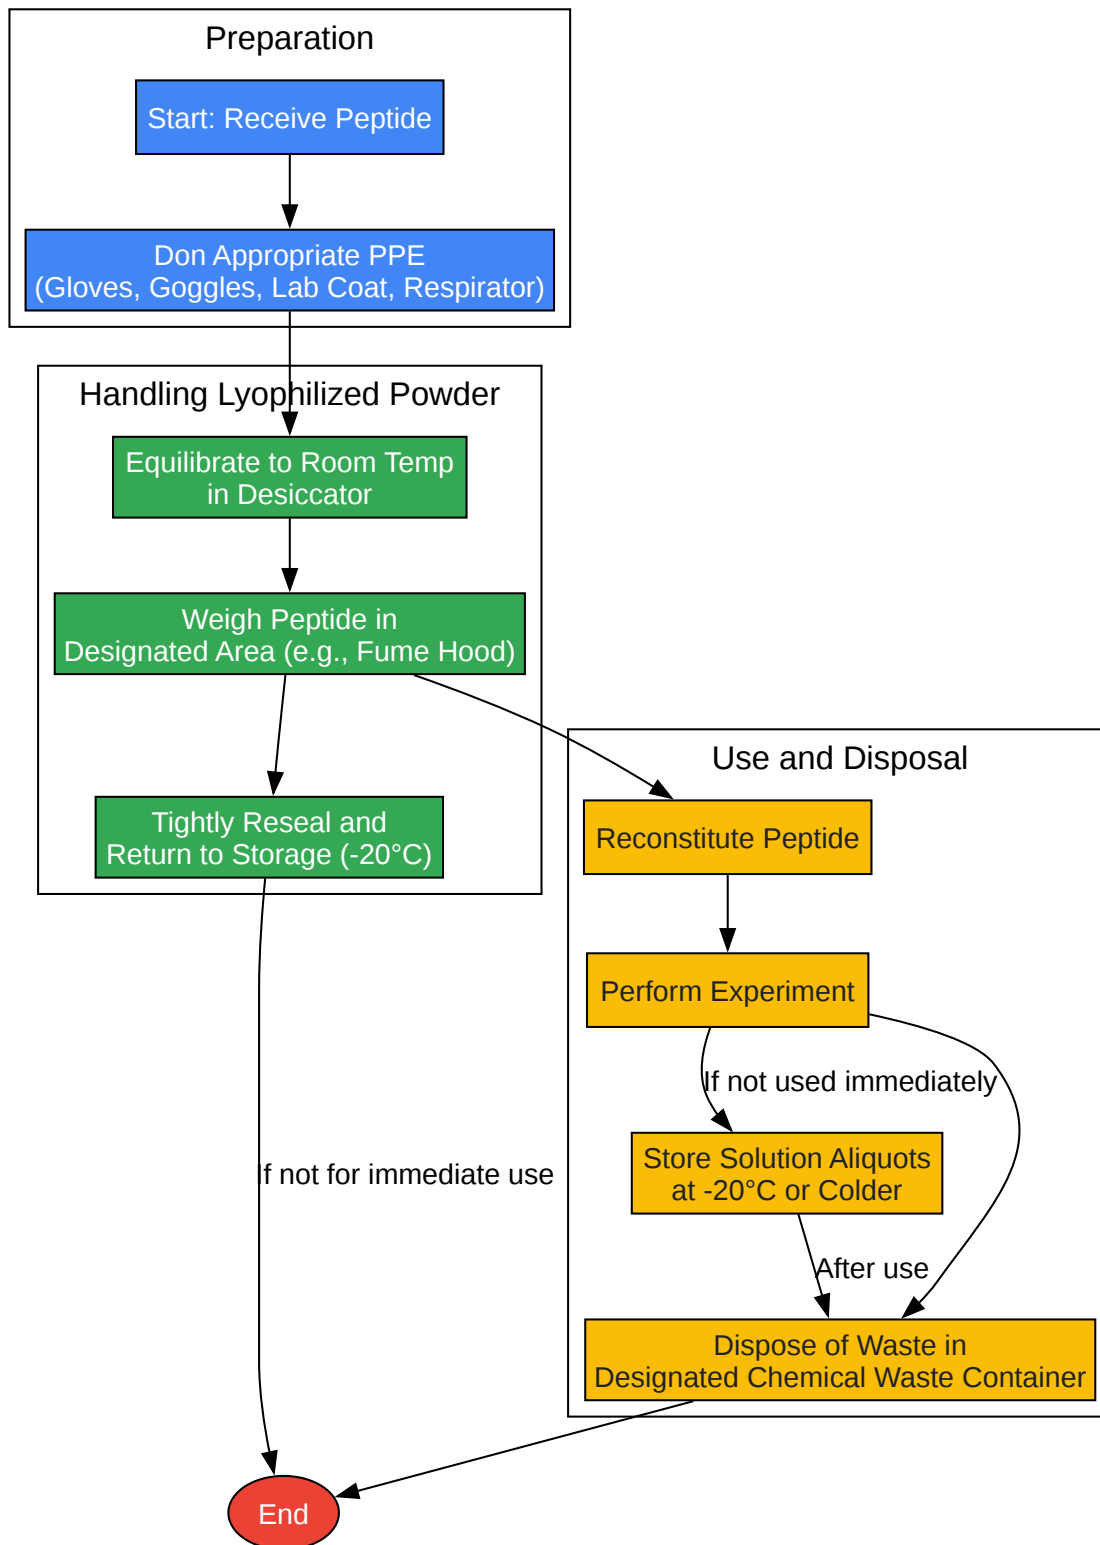 Preparation
Start: Receive Peptide
Don Appropriate PPE
(Gloves, Goggles, Lab Coat, Respirator)
Handling Lyophilized Powder
Equilibrate to Room Temp
in Desiccator
Weigh Peptide in
Designated Area (e.g., Fume Hood)
Tightly Reseal and
Return to Storage (-20°C)
If not for immediate use
Use and Disposal
Reconstitute Peptide
Perform Experiment
If not used immediately
Store Solution Aliquots
at -20°C or Colder
After use
Dispose of Waste in
Designated Chemical Waste Container
End